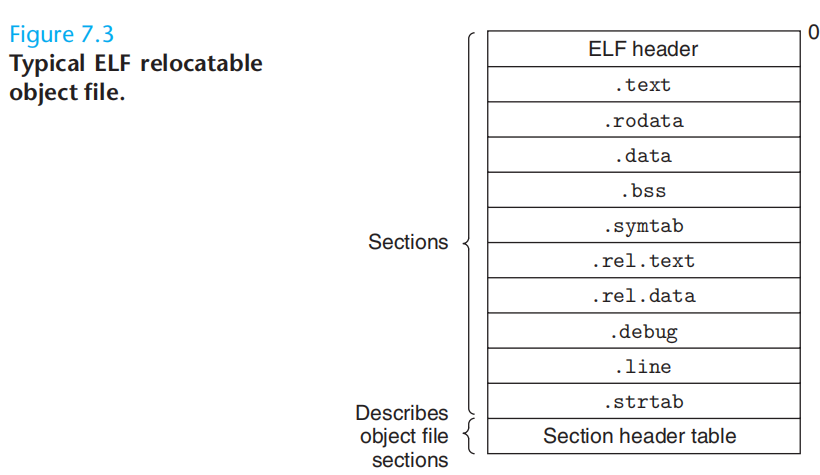 Figure 7.3
Typical ELF relocatable
object file.
0
ELF header
.text
.rodata
.data
.bss
.symtab
.rel.text
.rel.data
.debug
.line
.strtab
Section header table
Sections
Describes
object file
sections